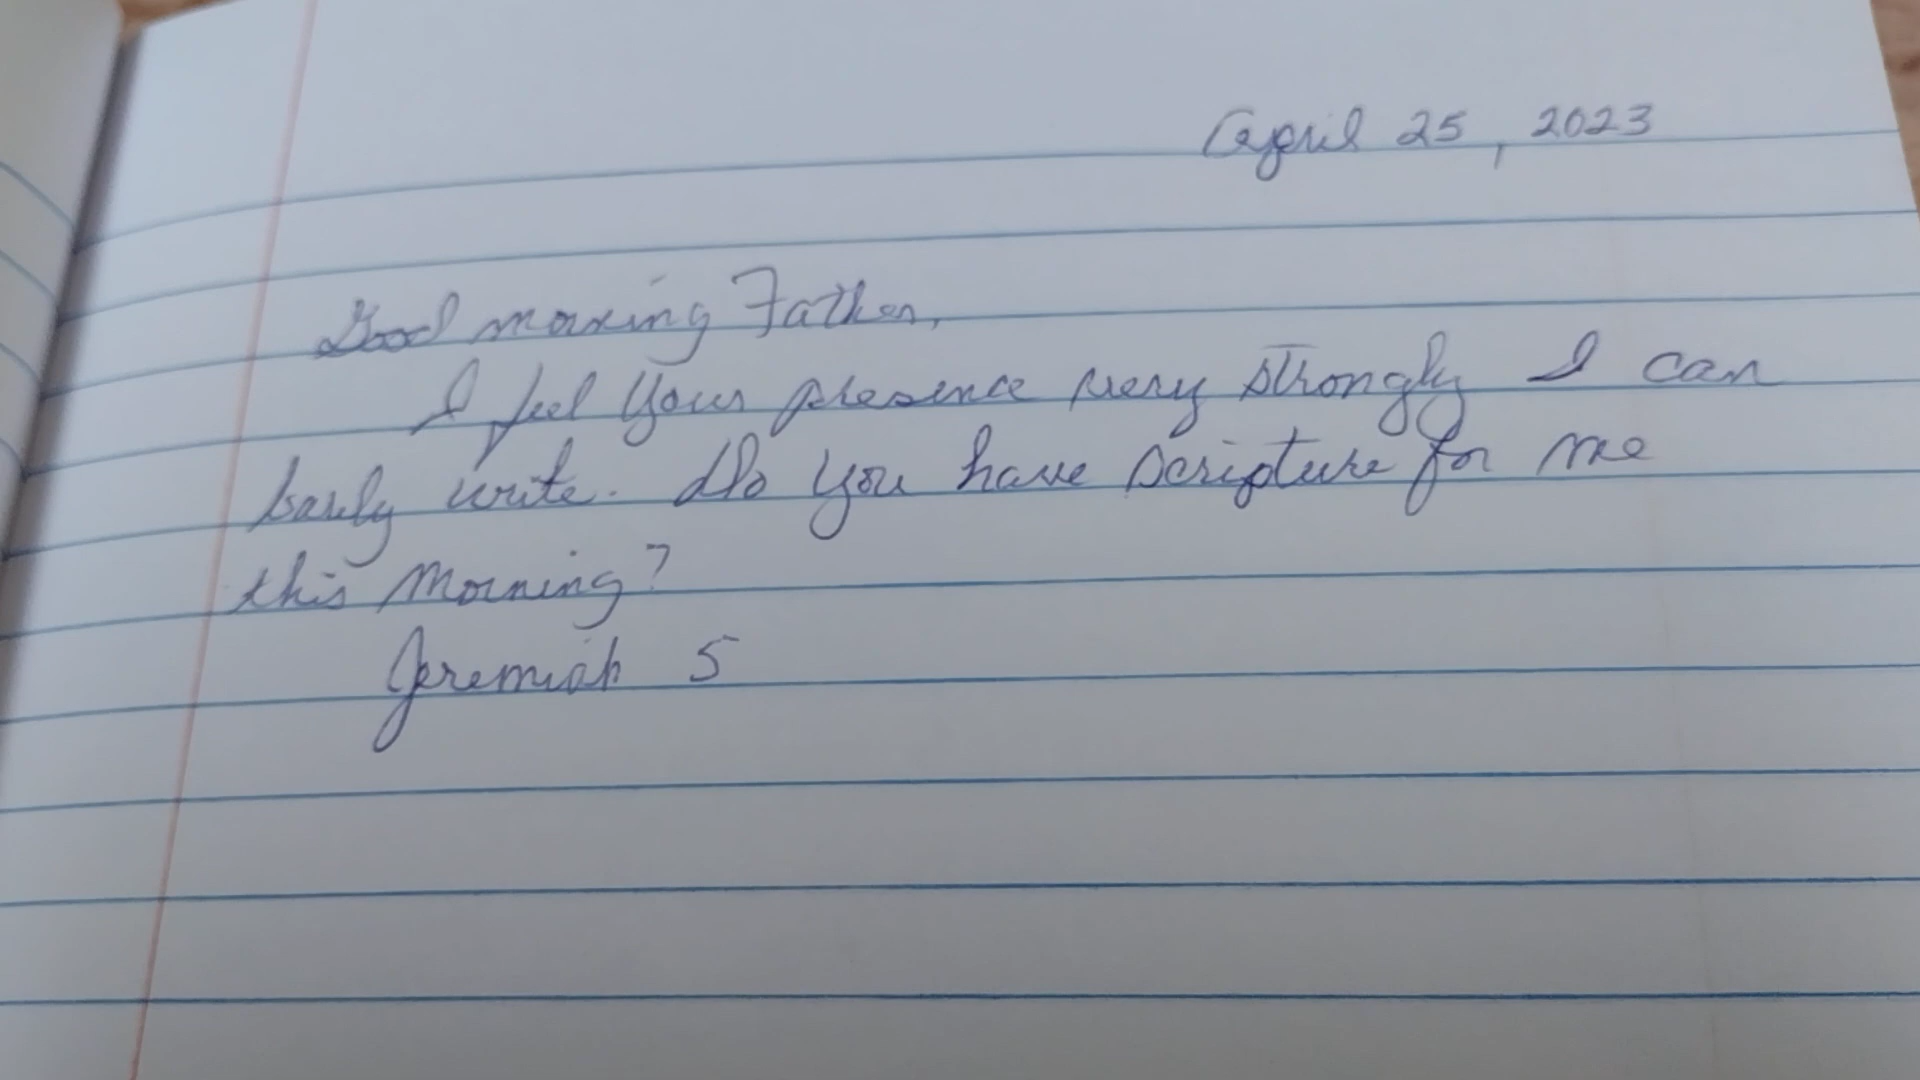 April 25, 2023
Good morning Father,
I feel Your presence very strongly I can
barely write. Do You have Scripture for me
this Morning?
Jeremiah 5